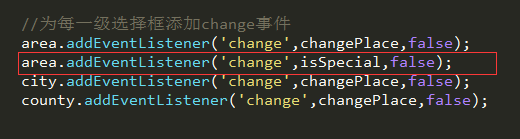 //为每一级选择框添加change事件
area.addEventListener('change',changePlace,false);
area.addEventListener('change',isSpecial,false);
city.addEventListener('change',changePlace,false);
county.addEventListener('change',changePlace,false);